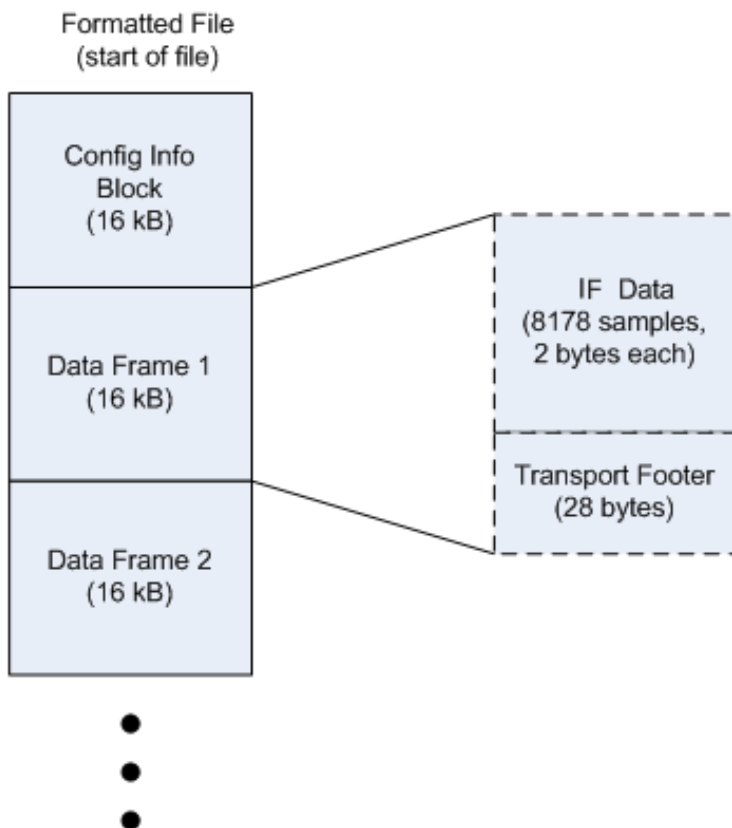 Formatted File
(start of file)
Config Info
Block
(16 kB)
Data Frame 1
(16 kB)
Data Frame 2
(16 kB)
IF Data
(8178 samples,
2 bytes each)
Transport Footer
(28 bytes)